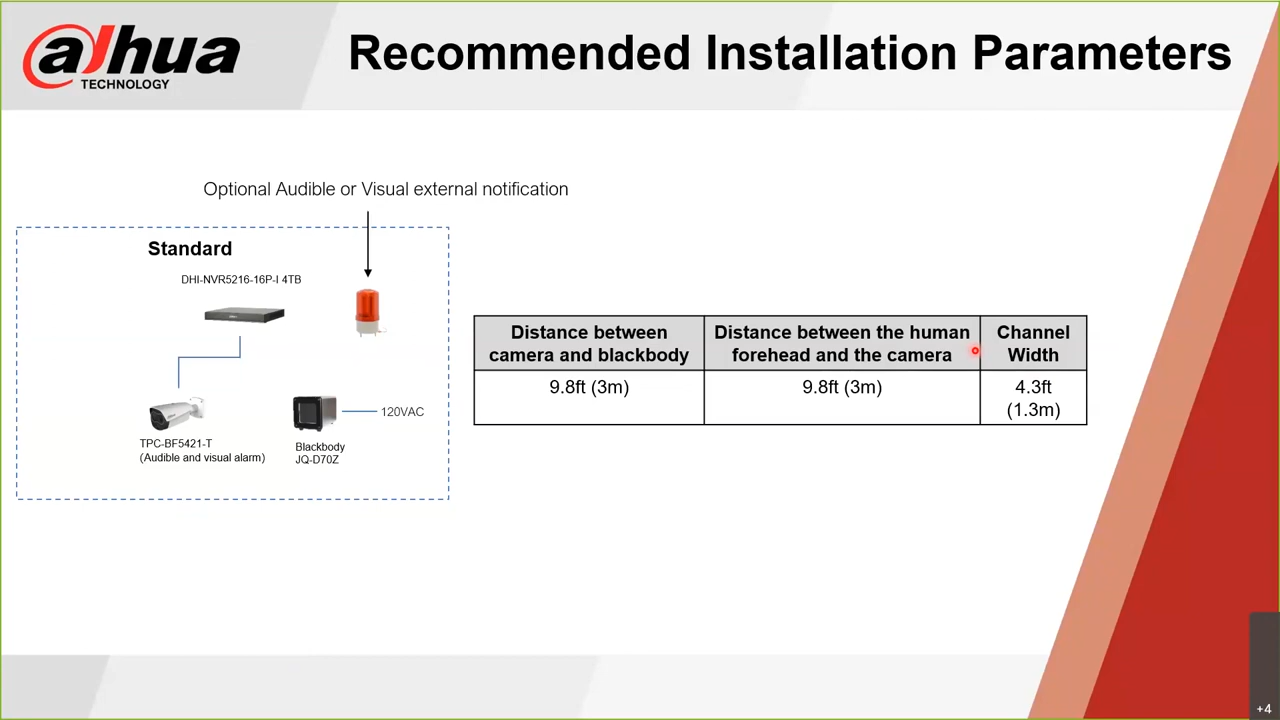 alhua
TECHNOLOGY
Recommended Installation Parameters
Optional Audible or Visual external notification
Standard
DHI-NVR5216-16P-I 4TB
TPC-BF5421-T
(Audible and visual alarm)
Blackbody
JQ-D70Z
120VAC
Distance between
camera and blackbody
Distance between the human
forehead and the camera
Channel
Width
9.8ft (3m)
9.8ft (3m)
4.3ft
(1.3m)
+4